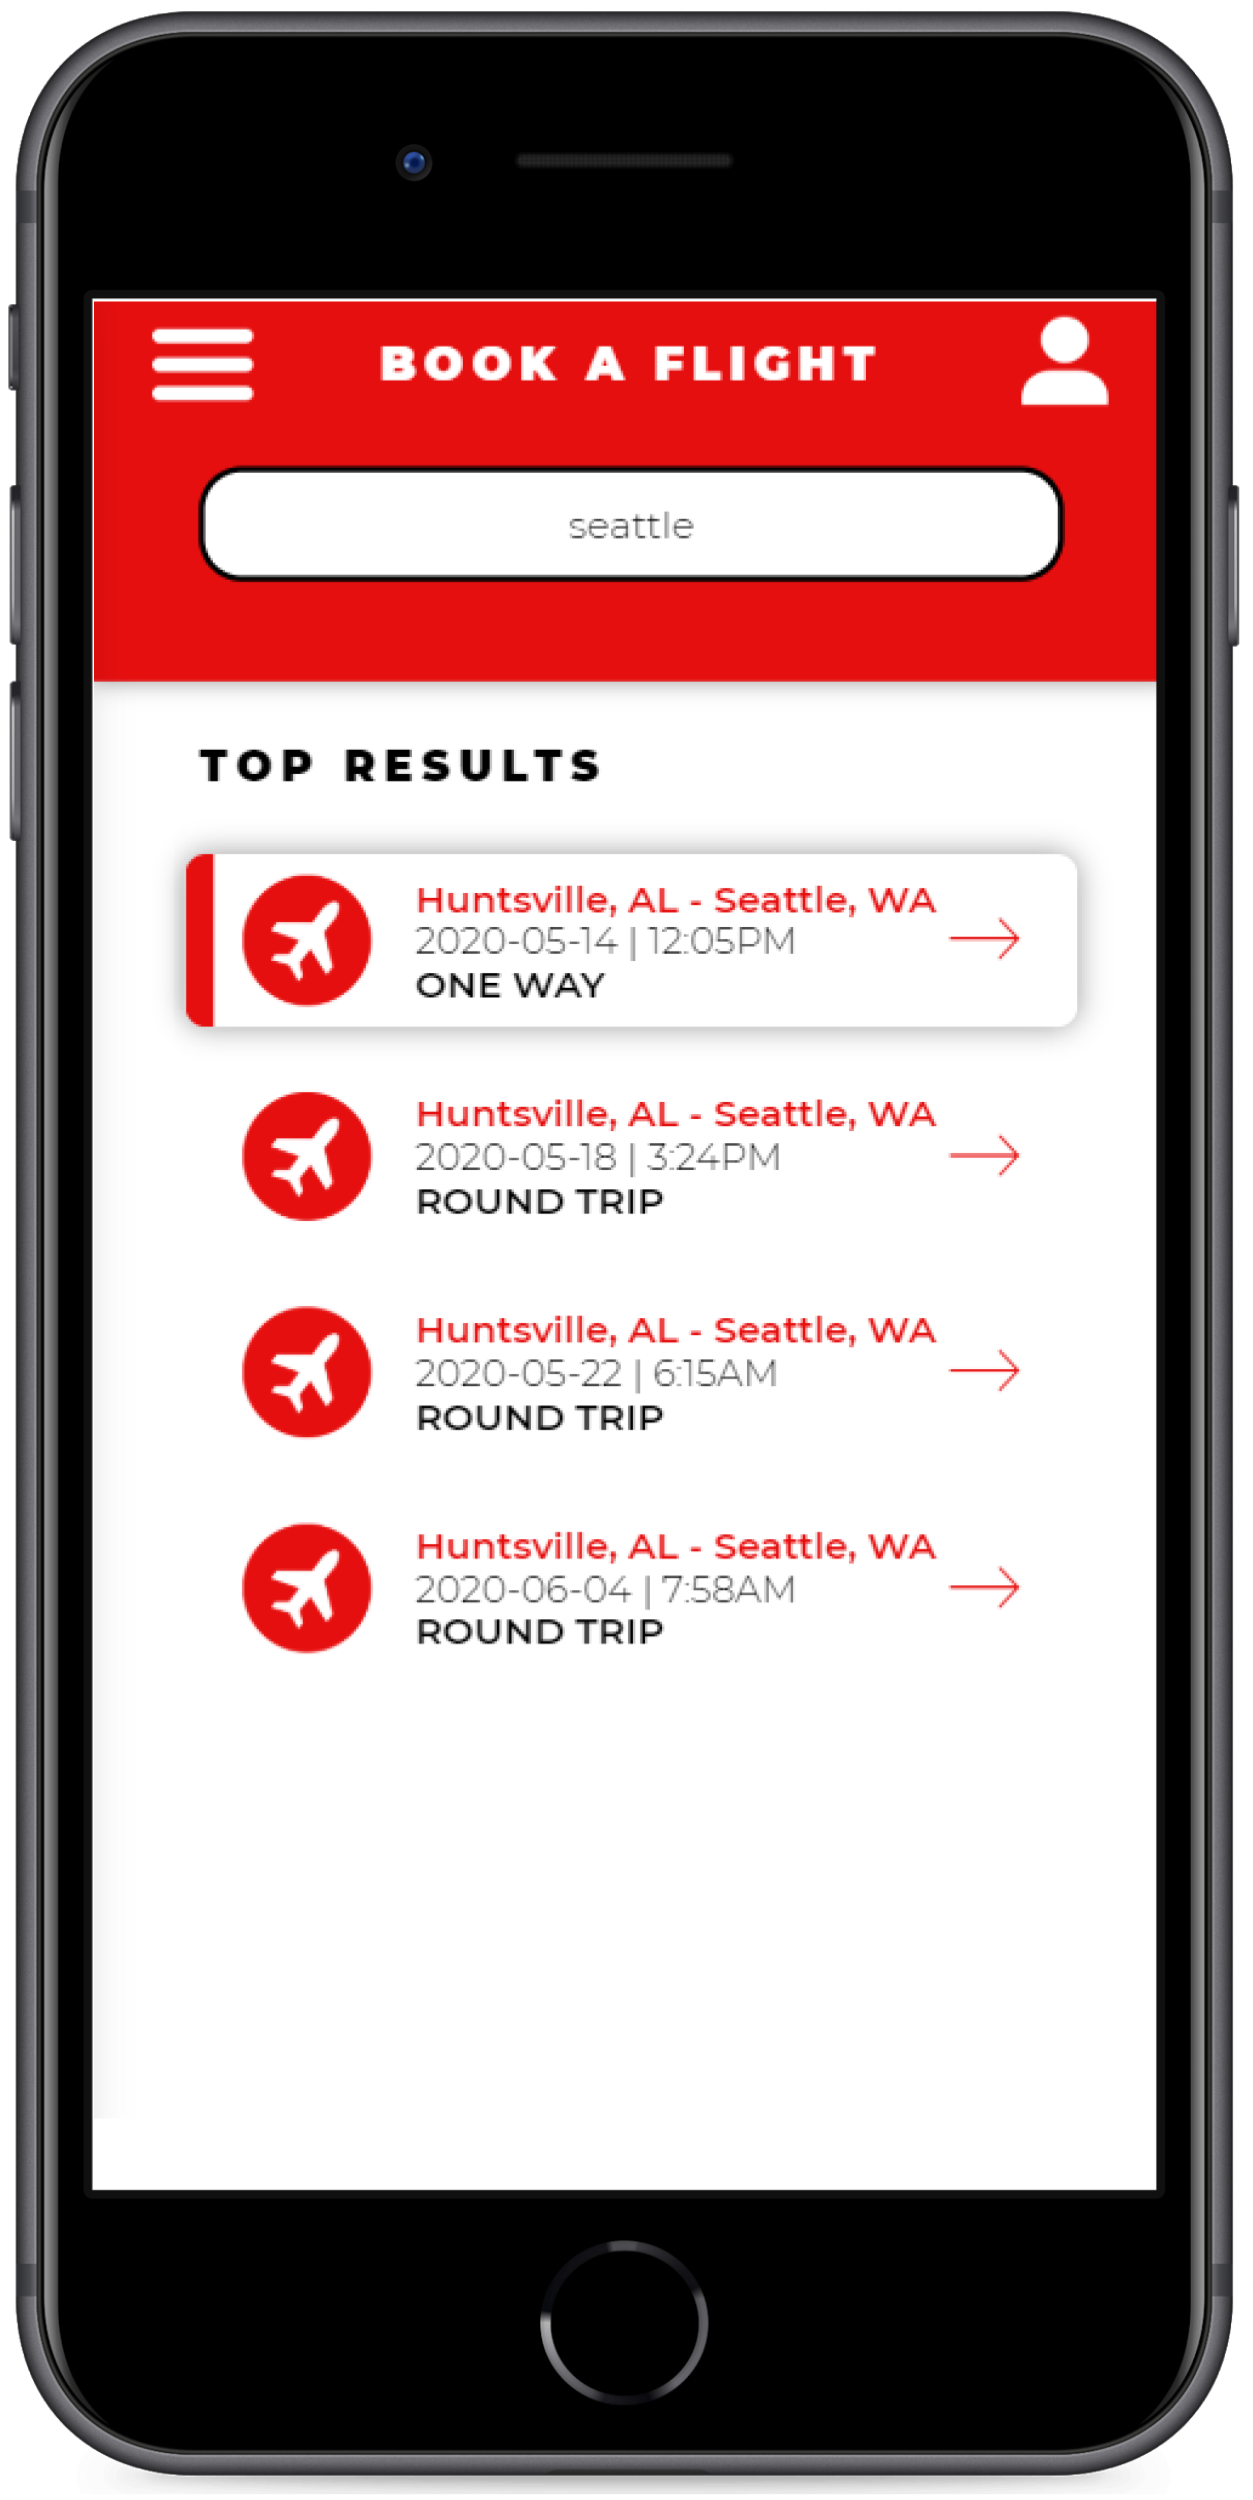 BOOK A FLIGHT
seattle
TOP RESULTS
Huntsville, AL - Seattle, WA
2020-05-14 | 12:05PM
ONE WAY
Huntsville, AL - Seattle, WA
2020-05-18 | 3:24PM
ROUND TRIP
Huntsville, AL - Seattle, WA
2020-05-22 | 6:15AM
ROUND TRIP
Huntsville, AL - Seattle, WA
2020-06-04 | 7:58AM
ROUND TRIP